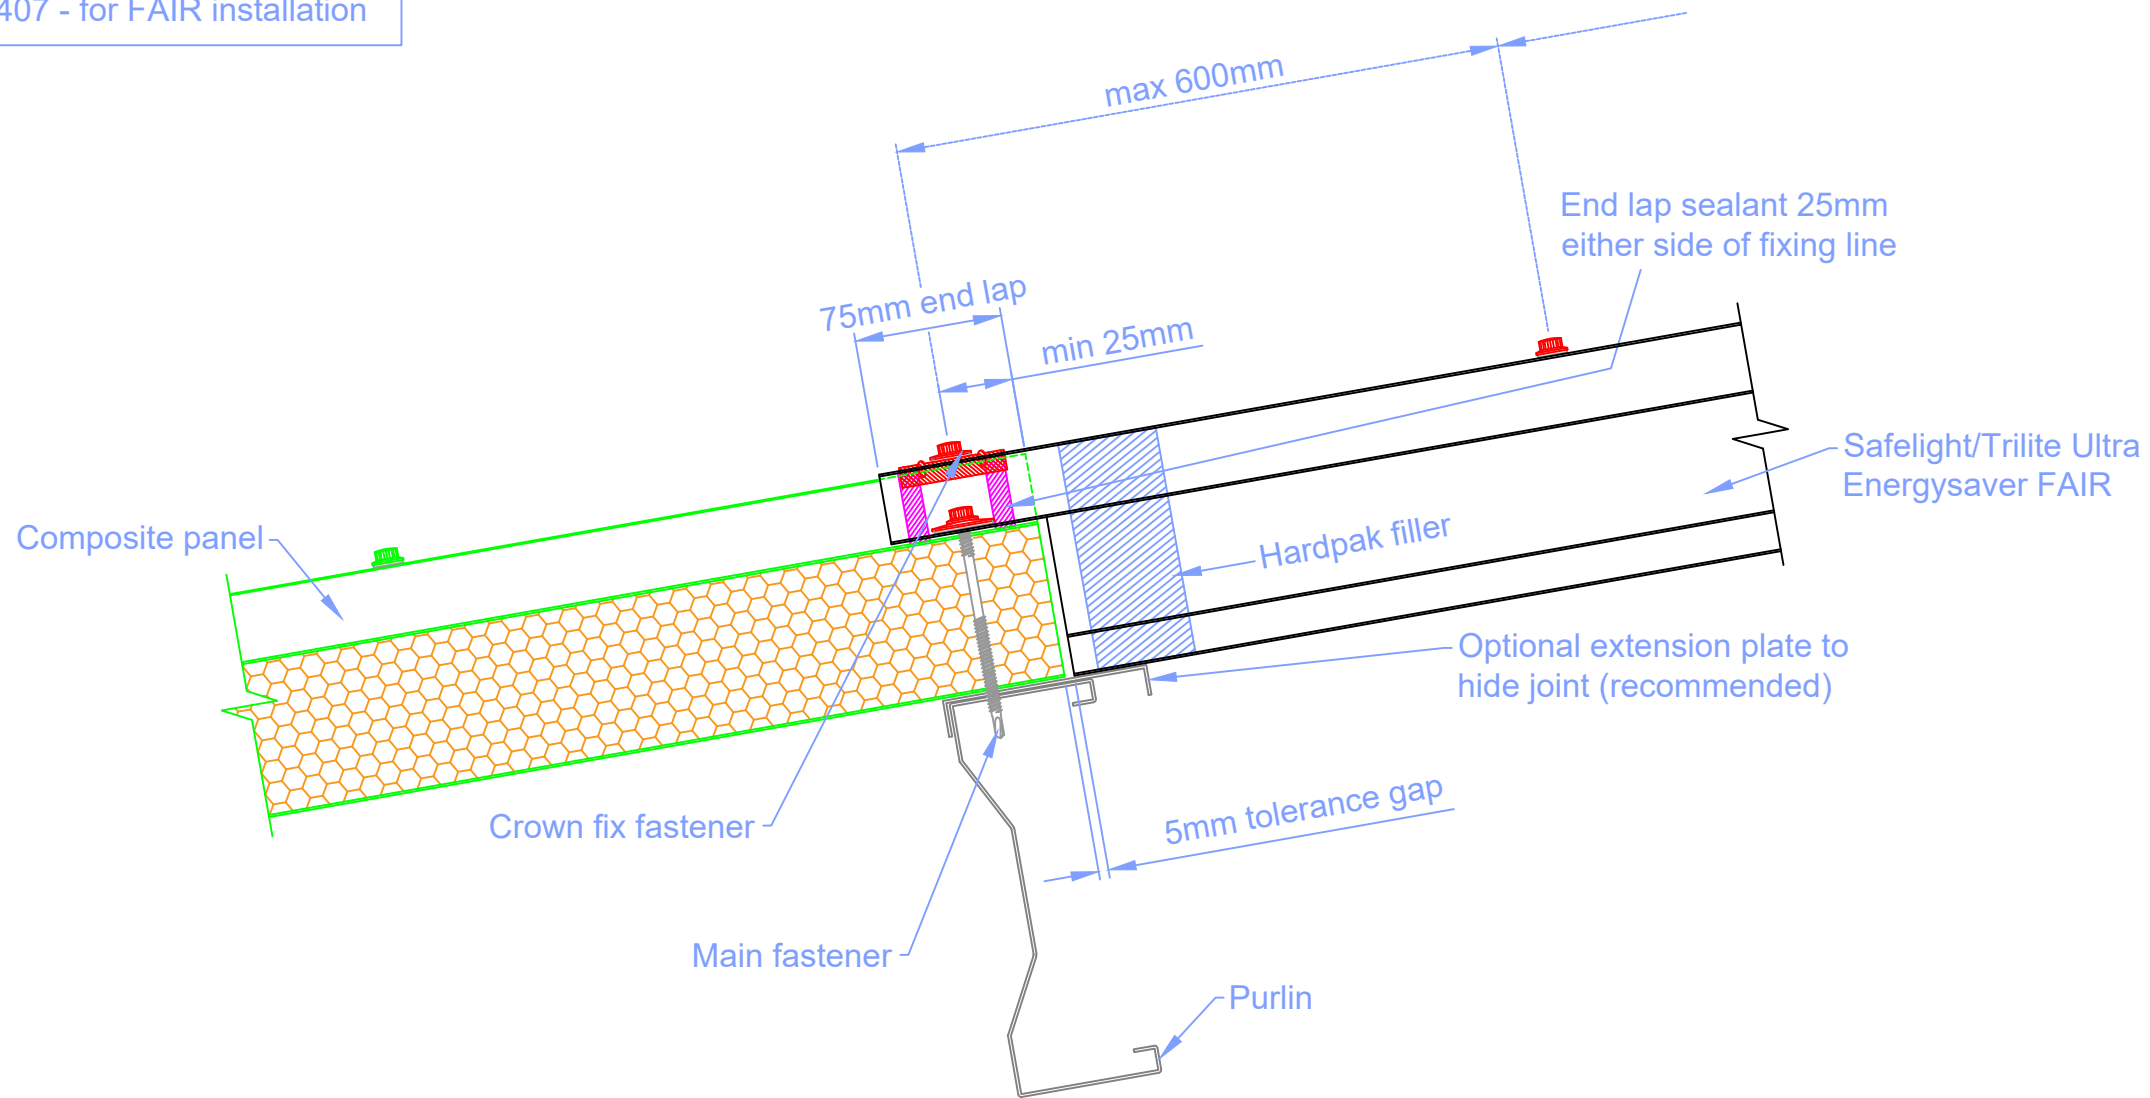 407 - for FAIR installation
max 600mm
End lap sealant 25mm
either side of fixing line
75mm end lap
min 25mm
Safelight/Trilite Ultra
Energysaver FAIR
Composite panel
Hardpak filler
Optional extension plate to
hide joint (recommended)
5mm tolerance gap
Crown fix fastener
Main fastener
Purlin